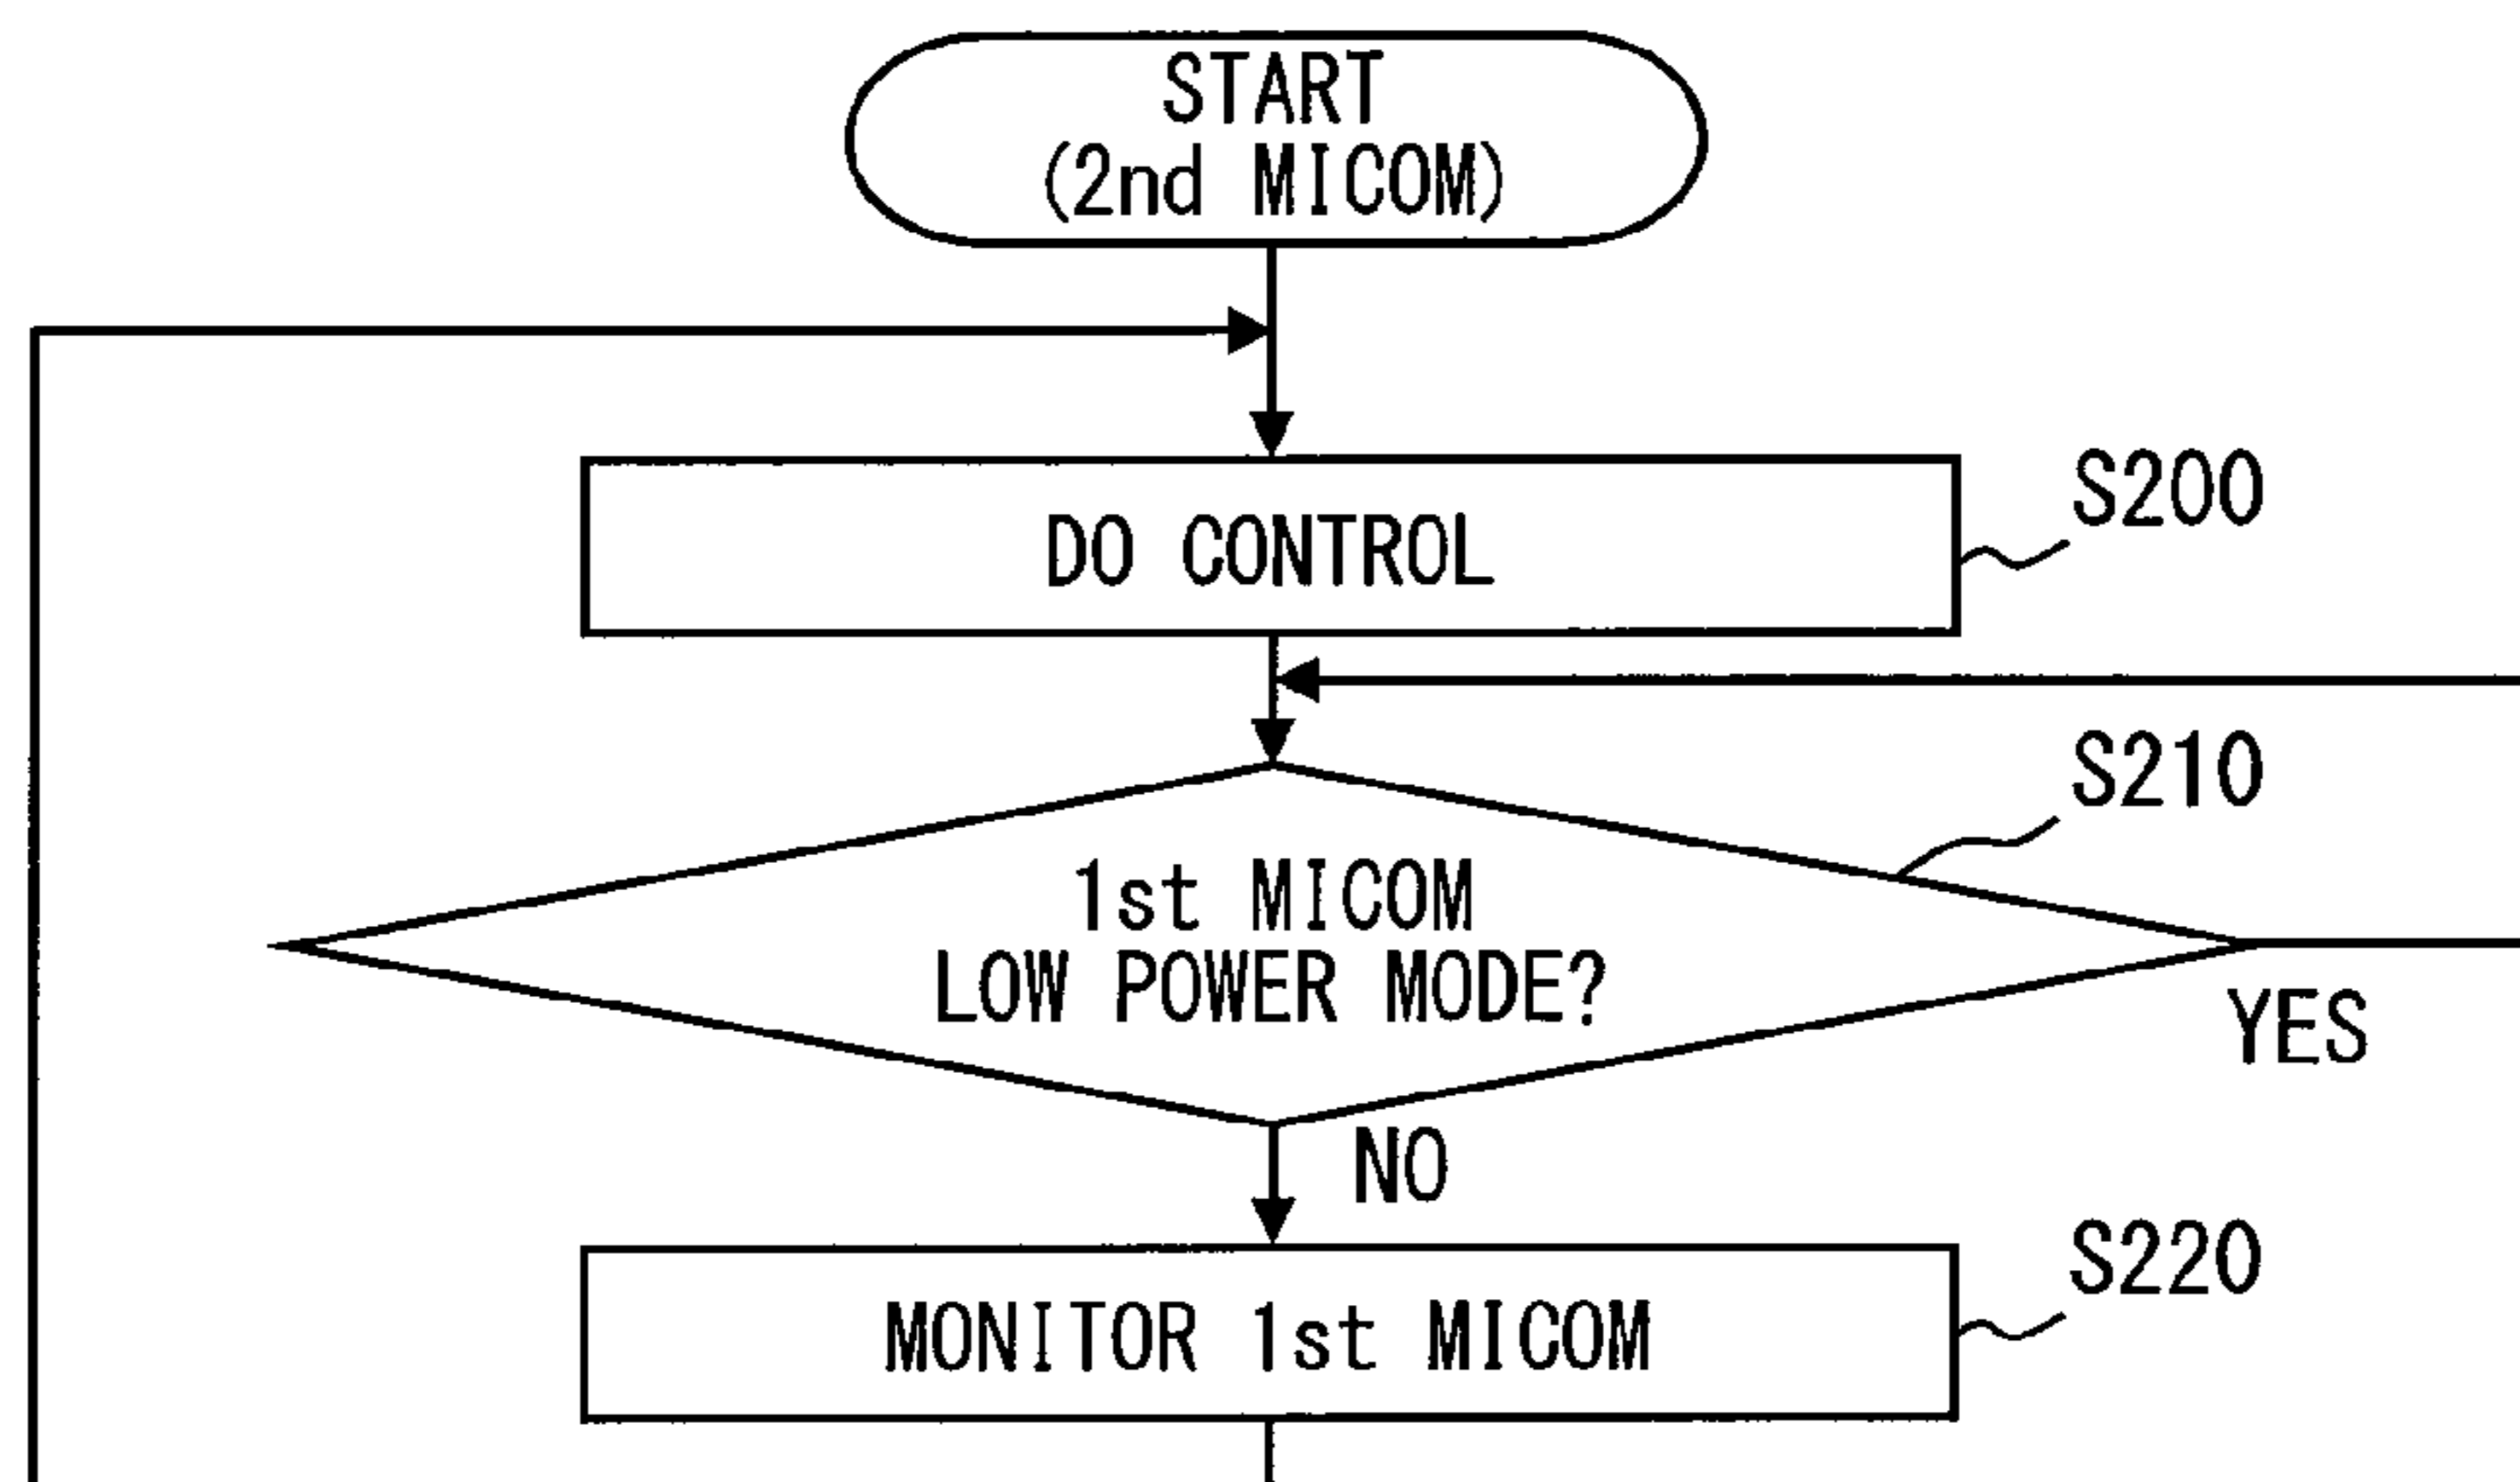 START
(2nd MICOM)
DO CONTROL
S200
S210
1st MICOM
LOW POWER MODE?
YES
NO
S220
MONITOR 1st MICOM